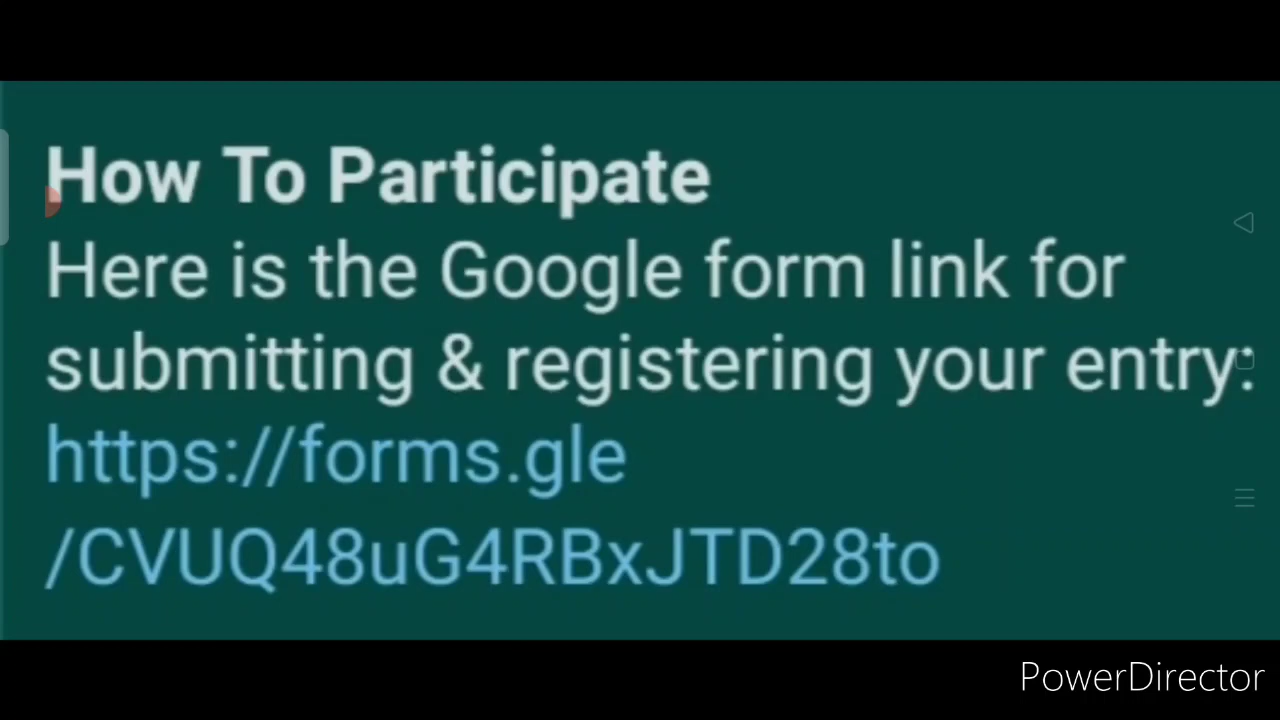 How To Participate
Here is the Google form link for
submitting & registering your entry:
https://forms.gle
/CVUQ48uG4RBxJTD28to
PowerDirector